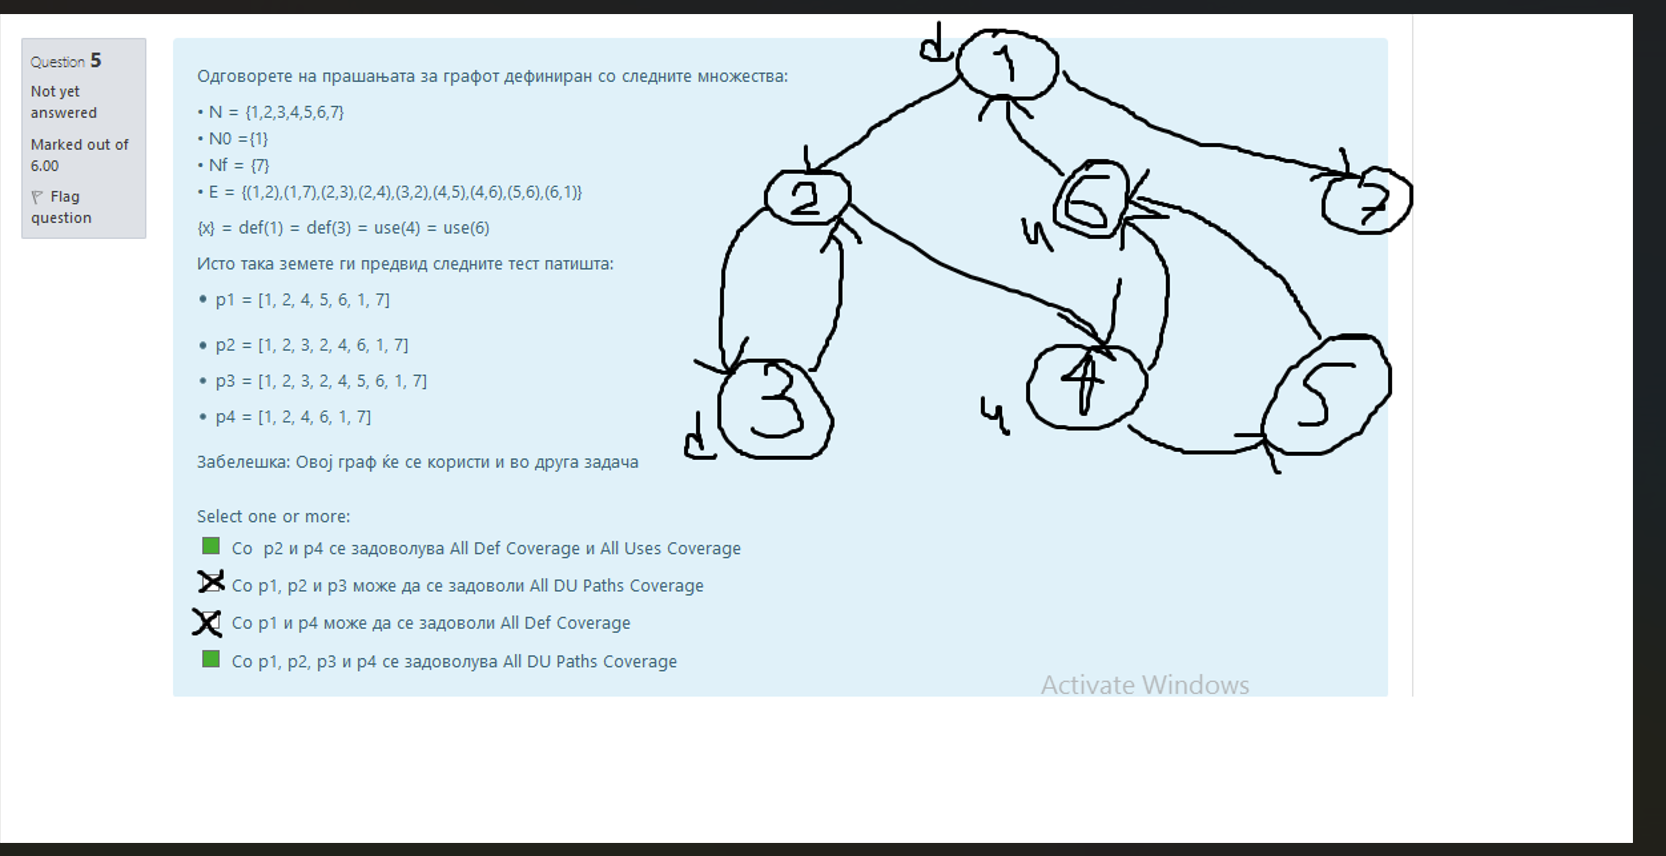 Question 5
Not yet
answered
Marked out of
6.00
Flag
question
Одговорете на прашањата за графот дефиниран со следните множества:
• N = {1,2,3,4,5,6,7}
• N0 ={1}
• Nf = {7}
• E = {(1,2),(1,7),(2,3),(2,4),(3,2),(4,5),(4,6),(5,6),(6,1)}
{x} = def(1) = def(3) = use(4) = use(6)
Исто така земете ги предвид следните тест патишта:
• p1 = [1, 2, 4, 5, 6, 1, 7]
• p2 = [1, 2, 3, 2, 4, 6, 1, 7]
• p3 = [1, 2, 3, 2, 4, 5, 6, 1, 7]
• p4 = [1, 2, 4, 6, 1, 7]
Забелешка: Овој граф ќе се користи и во друга задача
Select one or more:
Со p2 и p4 се задоволува All Def Coverage и All Uses Coverage
Со p1, p2 и p3 може да се задоволи All DU Paths Coverage
Со p1 и p4 може да се задоволи All Def Coverage
Со p1, p2, p3 и p4 се задоволува All DU Paths Coverage
d
1
2
6
u
7
d
3
u
4
5
Activate Windows